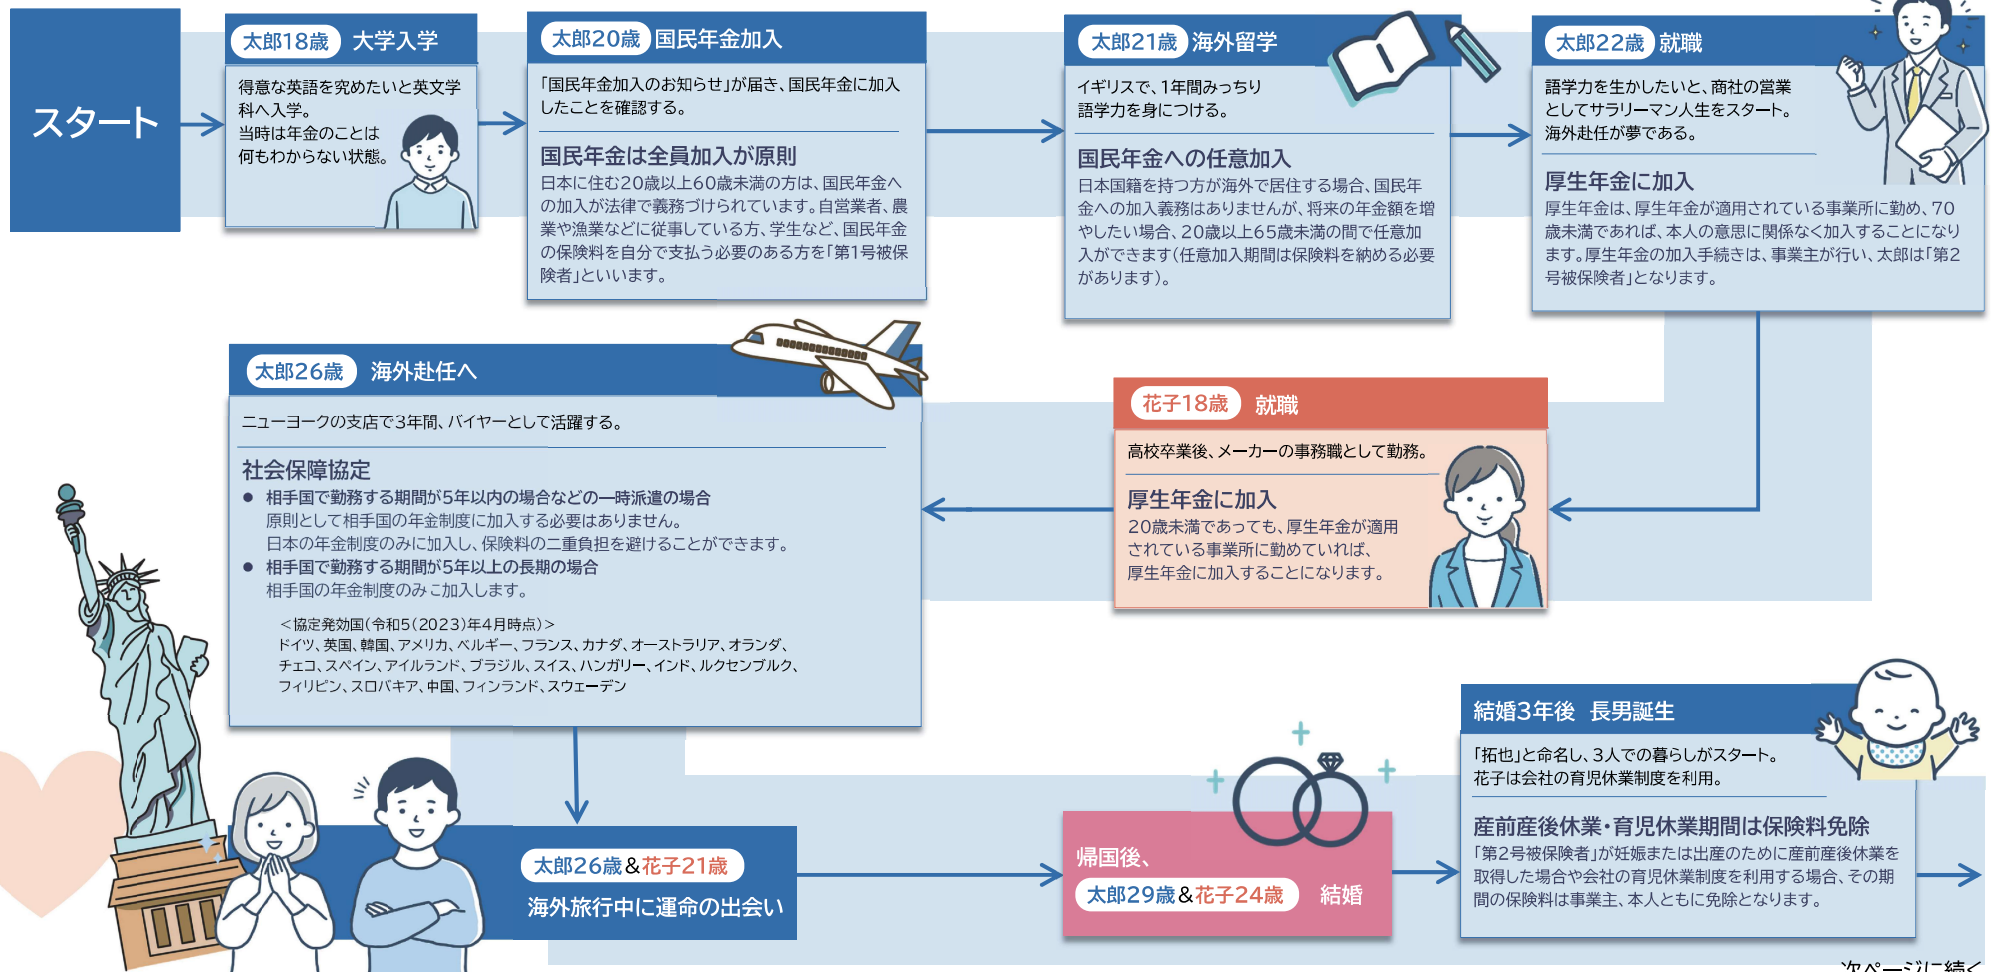 スタート
太郎18歳 大学入学
得意な英語を究めたいと英文学
科へ入学。
当時は年金のことは
何もわからない状態。
太郎20歳 国民年金加入
「国民年金加入のお知らせ」が届き、国民年金に加入
したことを確認する。
国民年金は全員加入が原則
日本に住む20歳以上60歳未満の方は、国民年金へ
の加入が法律で義務づけられています。自営業者、農
業や漁業などに従事している方、学生など、国民年金
の保険料を自分で支払う必要のある方を「第1号被保
険者」といいます。
太郎21歳 海外留学
イギリスで、1年間みっちり
語学力を身につける。
国民年金への任意加入
日本国籍を持つ方が海外で居住する場合、国民年
金への加入義務はありませんが、将来の年金額を増
やしたい場合、20歳以上65歳未満の間で任意加
入ができます(任意加入期間は保険料を納める必要
があります)。
太郎22歳 就職
語学力を生かしたいと、商社の営業
としてサラリーマン人生をスタート。
海外赴任が夢である。
厚生年金に加入
厚生年金は、厚生年金が適用されている事業所に勤め、70
歳未満であれば、本人の意思に関係なく加入することになり
ます。厚生年金の加入手続きは、事業主が行い、太郎は「第2
号被保険者」となります。
花子18歳 就職
高校卒業後、メーカーの事務職として勤務。
厚生年金に加入
20歳未満であっても、厚生年金が適用
されている事業所に勤めていれば、
厚生年金に加入することになります。
太郎26歳 海外赴任へ
ニューヨークの支店で3年間、バイヤーとして活躍する。
社会保障協定
● 相手国で勤務する期間が5年以内の場合などの一時派遣の場合
原則として相手国の年金制度に加入する必要はありません。
日本の年金制度のみに加入し、保険料の二重負担を避けることができます。
● 相手国で勤務する期間が5年以上の長期の場合
相手国の年金制度のみに加入します。
＜協定発効国(令和5(2023)年4月時点)＞
ドイツ、英国、韓国、アメリカ、ベルギー、フランス、カナダ、オーストラリア、オランダ、
チェコ、スペイン、アイルランド、ブラジル、スイス、ハンガリー、インド、ルクセンブルク、
フィリピン、スロバキア、中国、フィンランド、スウェーデン
太郎26歳&花子21歳
海外旅行中に運命の出会い
帰国後、
太郎29歳&花子24歳 結婚
結婚3年後 長男誕生
「拓也」と命名し、3人での暮らしがスタート。
花子は会社の育児休業制度を利用。
産前産後休業・育児休業期間は保険料免除
「第2号被保険者」が妊娠または出産のために産前産後休業を
取得した場合や会社の育児休業制度を利用する場合、その期
間の保険料は事業主、本人ともに免除となります。
次ページに続く